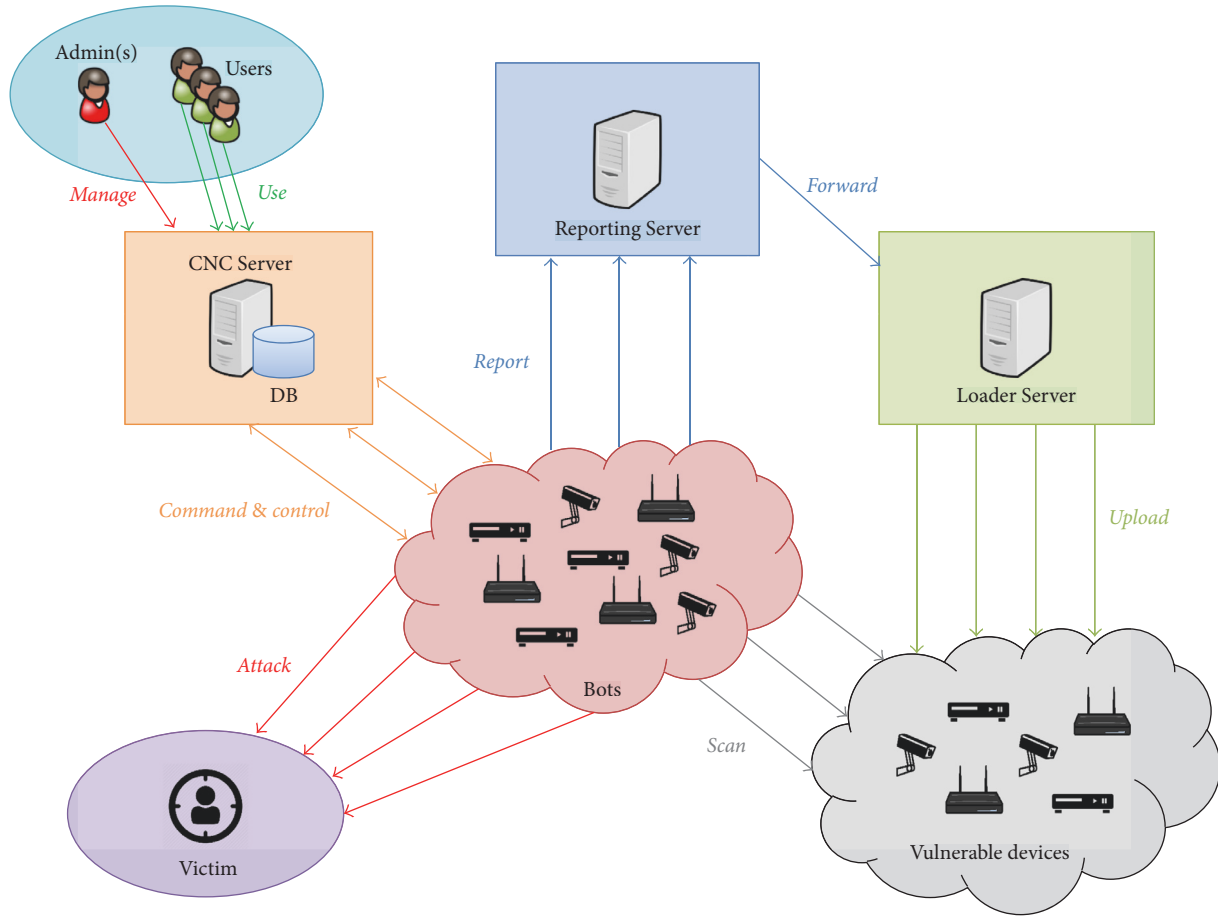 Admin(s)
Users
Manage
Use
CNC Server
DB
Reporting Server
Forward
Loader Server
Report
Command & control
Upload
Attack
Bots
Scan
Victim
Vulnerable devices